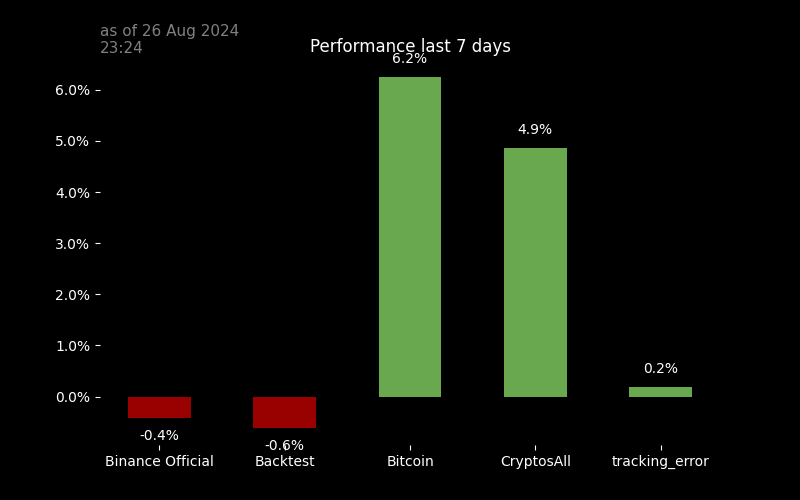 as of 26 Aug 2024
23:24
Performance last 7 days
6.2%
6.0%
5.0%
4.9%
4.0%
3.0%
2.0%
1.0%
0.2%
0.0%
-0.4%
-0.6%
Binance Official
Backtest
Bitcoin
CryptosAll
tracking_error